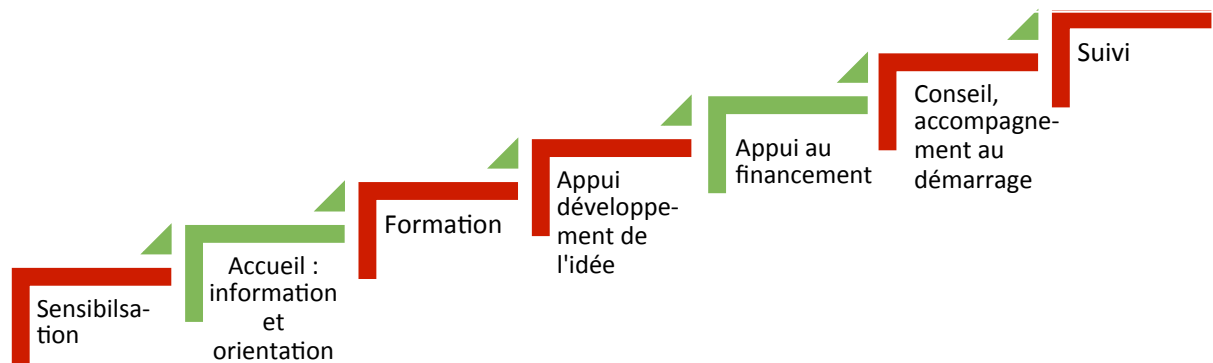 Sensibilsa-
tion
Accueil :
information
et
orientation
Formation
Appui
développe-
ment de
l'idée
Appui au
financement
Conseil,
accompagne-
ment au
démarrage
Suivi